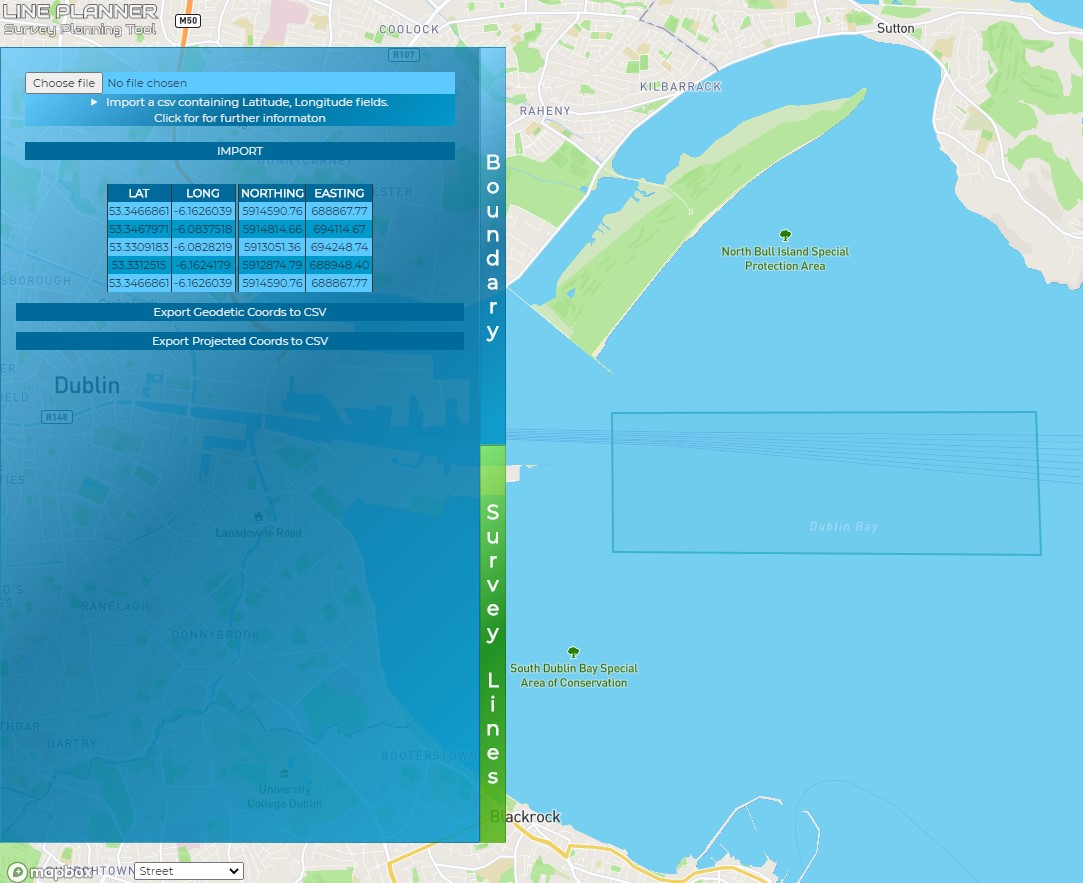 LINE PLANNER
Survey Planning Tool
M50
COOLOCK
Sutton
R107
KILBARRACK
RAHENY
Choose file No file chosen
Import a csv containing Latitude, Longitude fields.
Click for for further informaton
IMPORT
DONNYCARNEY
LAT LONG NORTHING EASTING
53.3466861 -6.1626039 5914590.76 688867.77
53.3467971 -6.0837518 5914814.66 694114.67
53.3309183 -6.0828219 5913051.36 694248.74
53.3312515 -6.1624179 5912874.79 688948.40
53.3466861 -6.1626039 5914590.76 688867.77
ESTER
SBOROUGH
Export Geodetic Coords to CSV
Export Projected Coords to CSV
Boundary
North Bull Island Special
Protection Area
Dublin
R148
Lansdowne Road
Dublin Bay
RANELAGH
DONNYBROOK
Survey Lines
South Dublin Bay Special
Area of Conservation
THGAR
DARTRY
BOOTERSTOWN
University
College Dublin
Blackrock
mapbox
HTOWN
Street